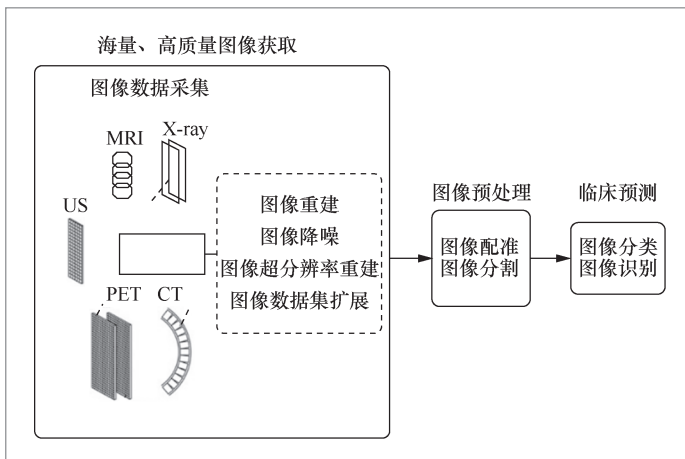 海量、高质量图像获取
图像数据采集
MRI
X-ray
US
PET
CT
图像重建
图像降噪
图像超分辨率重建
图像数据集扩展
图像预处理
图像配准
图像分割
临床预测
图像分类
图像识别